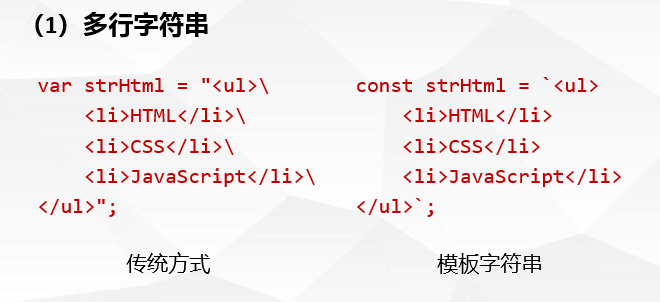 （1）多行字符串
var strHtml = "<ul>\
    <li>HTML</li>\
    <li>CSS</li>\
    <li>JavaScript</li>\
</ul>";
传统方式
const strHtml = `<ul>
    <li>HTML</li>
    <li>CSS</li>
    <li>JavaScript</li>
</ul>`;
模板字符串